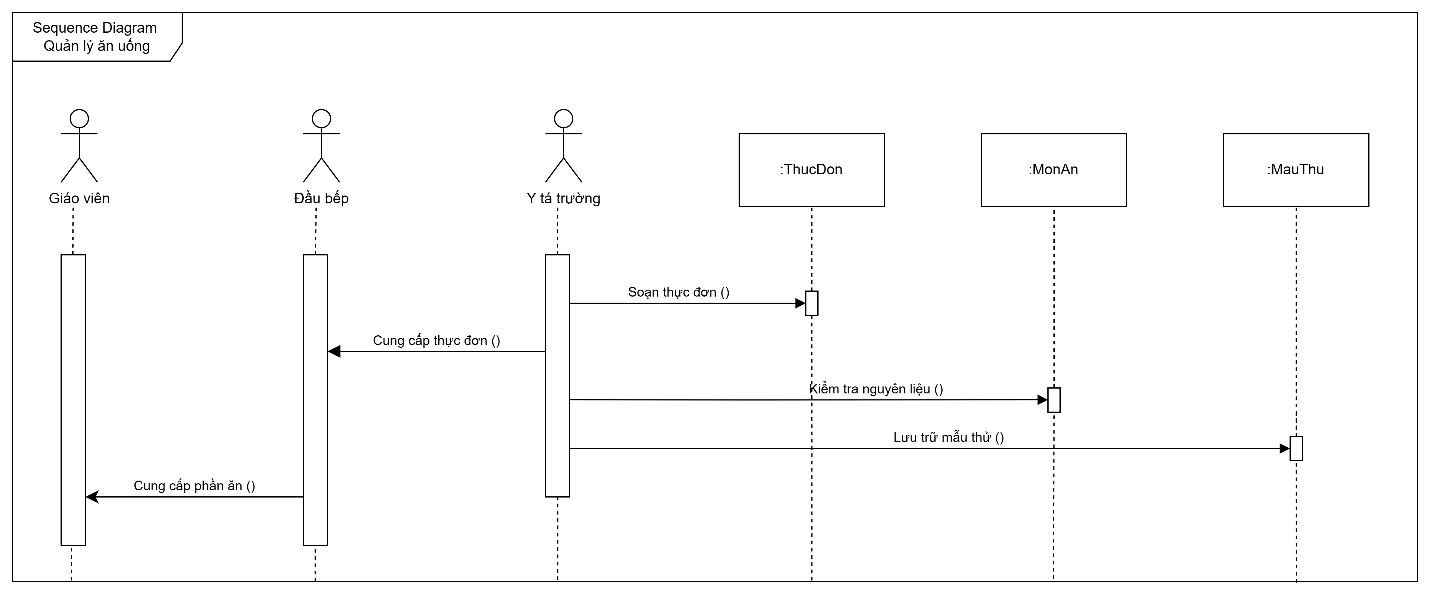 Sequence Diagram
Quản lý ăn uống
Giáo viên
Đầu bếp
Y tá trường
:ThucDon
:MonAn
:MauThu
Soạn thực đơn ()
Cung cấp thực đơn ()
Kiểm tra nguyên liệu ()
Lưu trữ mẫu thử ()
Cung cấp phần ăn ()